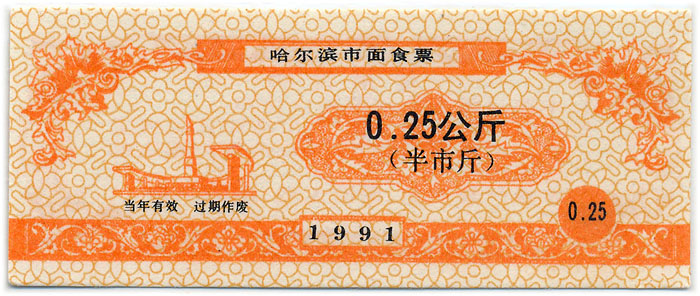 哈尔滨市面食票
0.25公斤
（半市斤）
当年有效 过期作废
0.25
1991